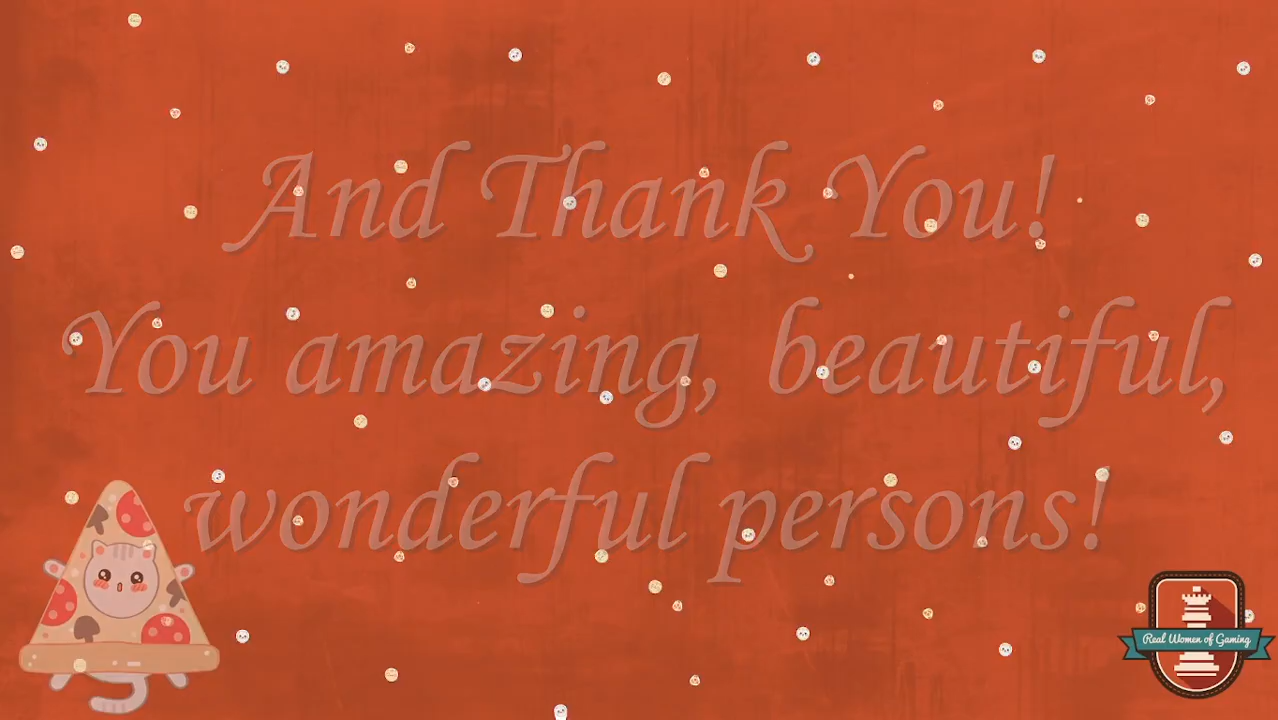 And Thank You!
You amazing, beautiful,
wonderful persons!
Real Women of Gaming